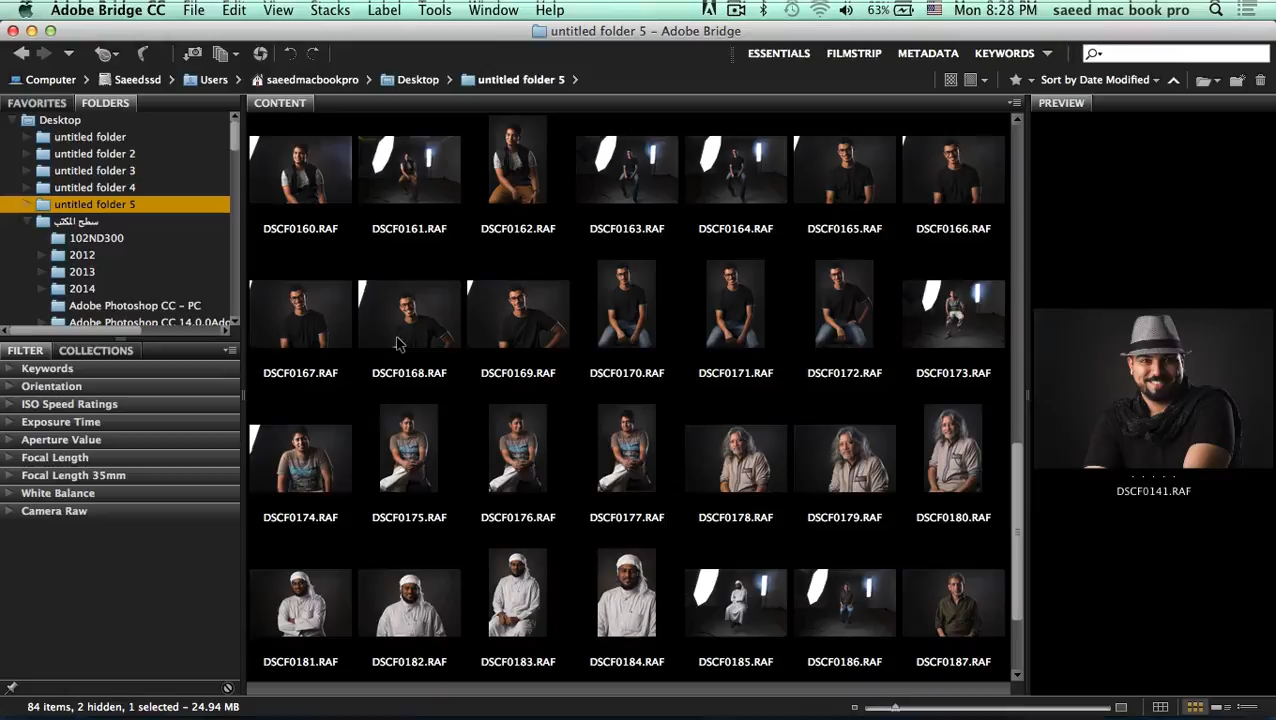 Adobe Bridge CC File Edit View Stacks Label Tools Window Help 63% Mon 8:28 PM saeed mac book pro
untitled folder 5 – Adobe Bridge
ESSENTIALS FILMSTRIP METADATA KEYWORDS
Computer Saeedssd Users saeedmacbookpro Desktop untitled folder 5 Sort by Date Modified
FAVORITES FOLDERS
Desktop
untitled folder
untitled folder 2
untitled folder 3
untitled folder 4
untitled folder 5
سطح المكتب
102ND300
2012
2013
2014
Adobe Photoshop CC - PC
Adobe Photoshop CC 14.0.0Ado
FILTER COLLECTIONS
Keywords
Orientation
ISO Speed Ratings
Exposure Time
Aperture Value
Focal Length
Focal Length 35mm
White Balance
Camera Raw
CONTENT
DSCF0160.RAF DSCF0161.RAF DSCF0162.RAF DSCF0163.RAF DSCF0164.RAF DSCF0165.RAF DSCF0166.RAF
DSCF0167.RAF DSCF0168.RAF DSCF0169.RAF DSCF0170.RAF DSCF0171.RAF DSCF0172.RAF DSCF0173.RAF
DSCF0174.RAF DSCF0175.RAF DSCF0176.RAF DSCF0177.RAF DSCF0178.RAF DSCF0179.RAF DSCF0180.RAF
DSCF0181.RAF DSCF0182.RAF DSCF0183.RAF DSCF0184.RAF DSCF0185.RAF DSCF0186.RAF DSCF0187.RAF
PREVIEW
DSCF0141.RAF
84 items, 2 hidden, 1 selected – 24.94 MB